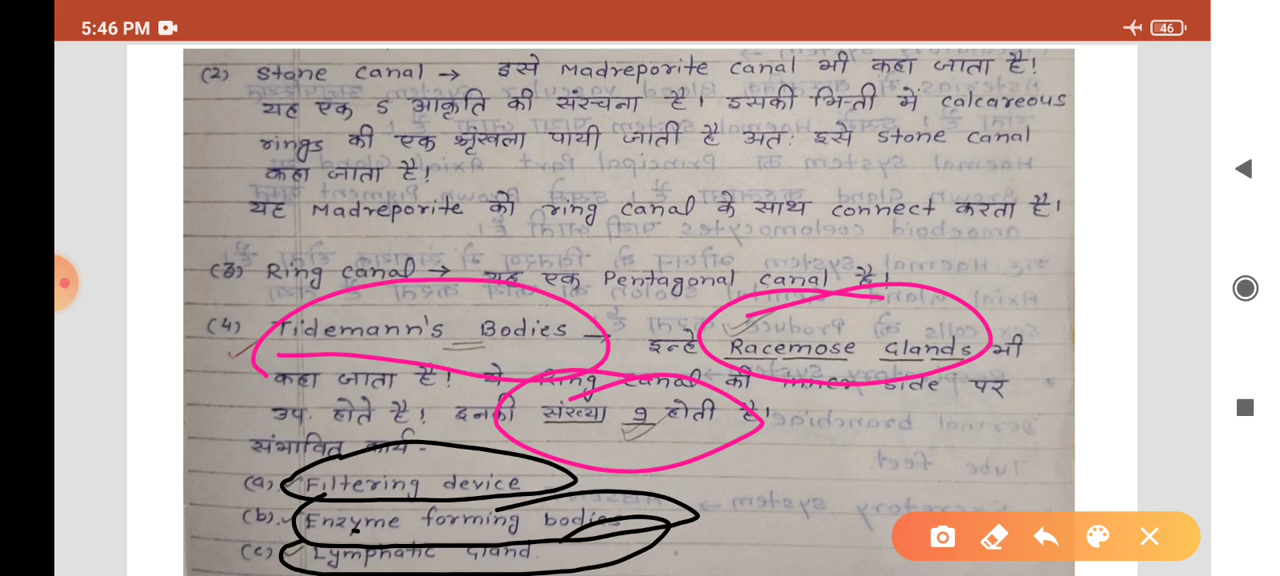 5:46 PM
46
(2) Stone canal → इसे Madreporite canal भी कहा जाता है!
यह एक S आकृति की संरचना है। इसकी भित्ती में calcareous
rings की एक श्रृंखला पायी जाती है अतः इसे Stone canal
कहा जाता है!
यह Madreporite को ring canal के साथ connect करता है।
(3) Ring canal → यह एक Pentagonal canal है!
(4) Tidemann's Bodies → इन्हे Racemose Glands भी
कहा जाता है! ये Ring canal की inner side पर
उप. होते है! इनकी संख्या 9 होती है।
संभावित कार्य -
(a). Filtering device
(b). Enzyme forming bodies
(c) Lymphatic Gland.